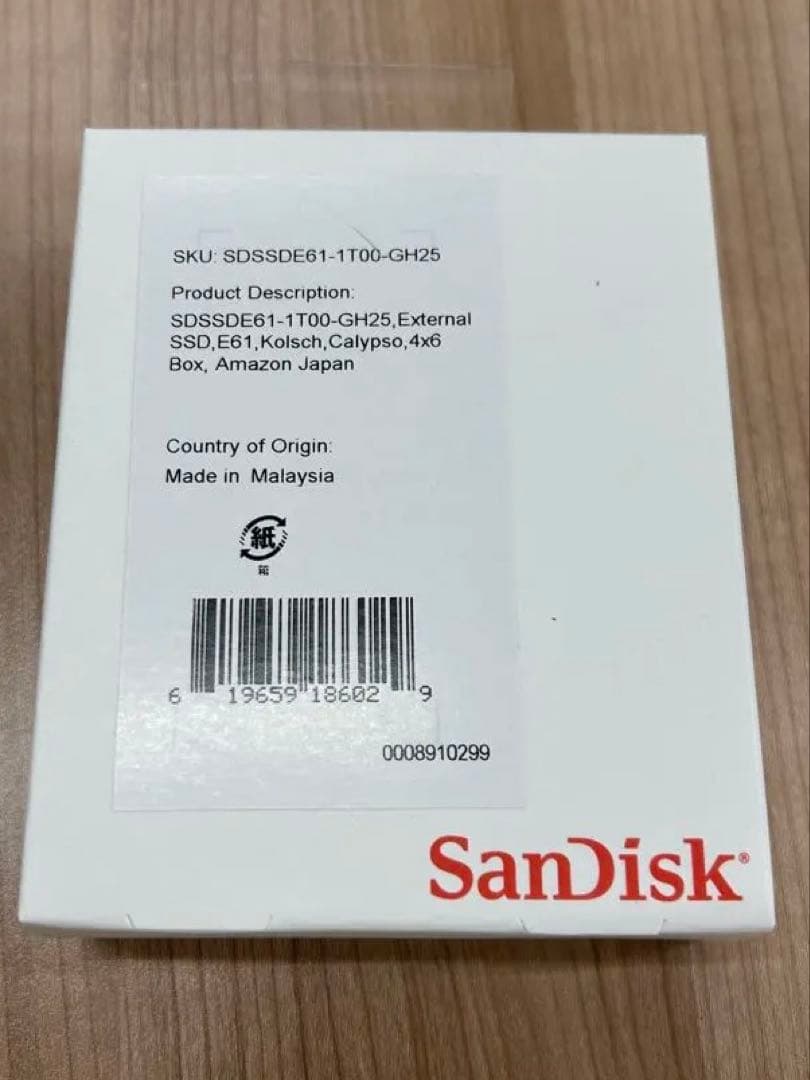 SKU: SDSSDE61-1T00-GH25
Product Description:
SDSSDE61-1T00-GH25,External
SSD,E61,Kolsch,Calypso,4x6
Box, Amazon Japan
Country of Origin:
Made in Malaysia
紙
箱
6 19659 18602 9
0008910299
SanDisk®